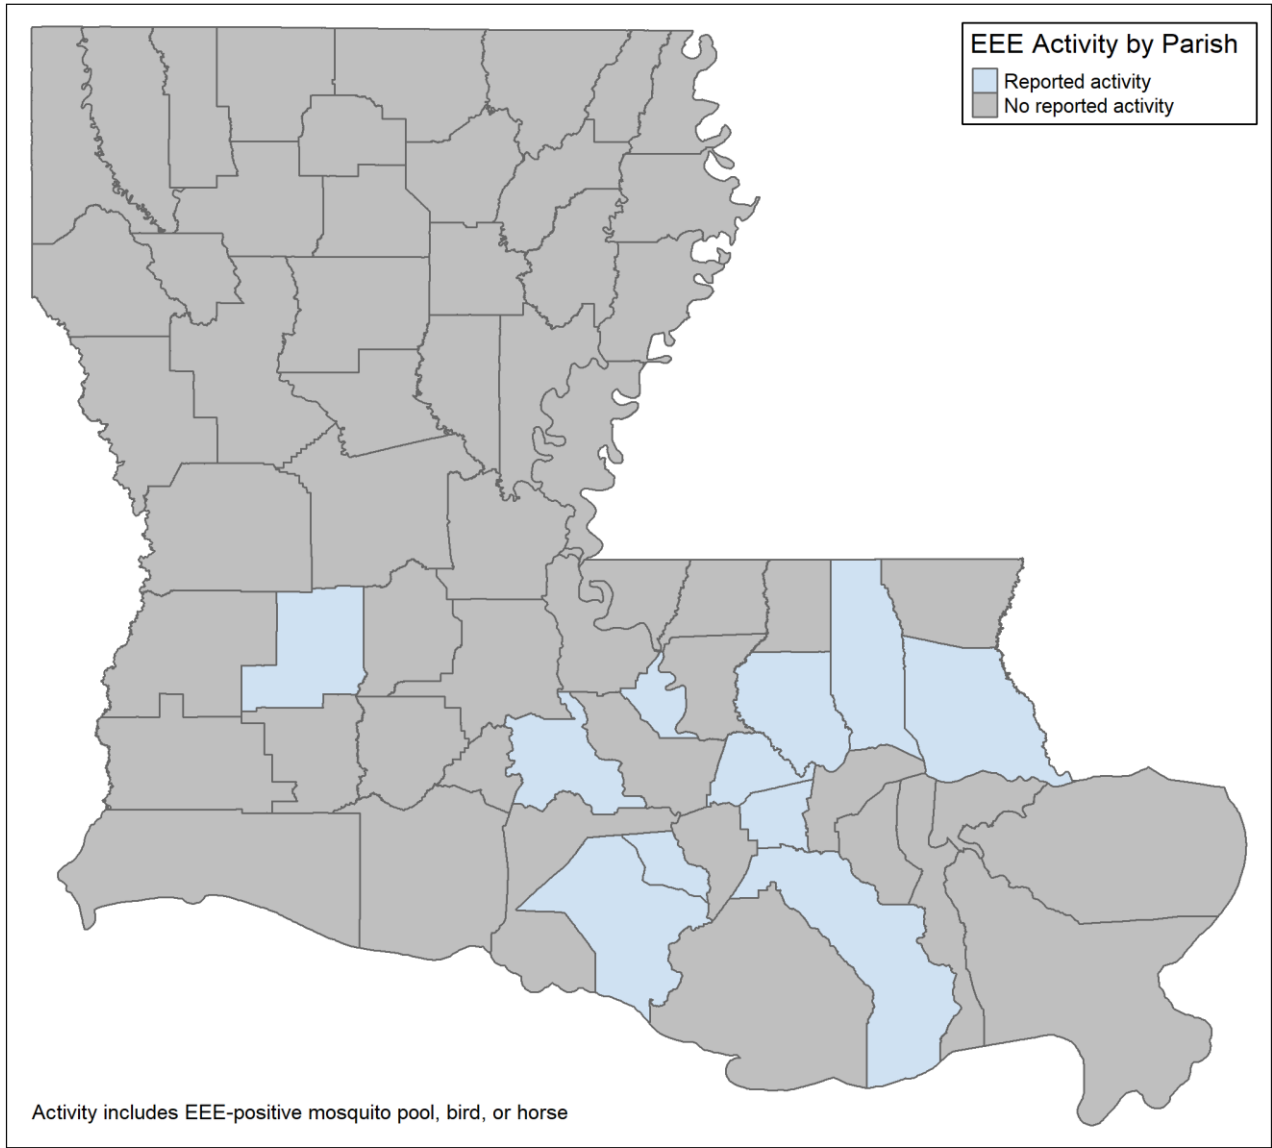 EEE Activity by Parish
Reported activity
No reported activity
Activity includes EEE-positive mosquito pool, bird, or horse